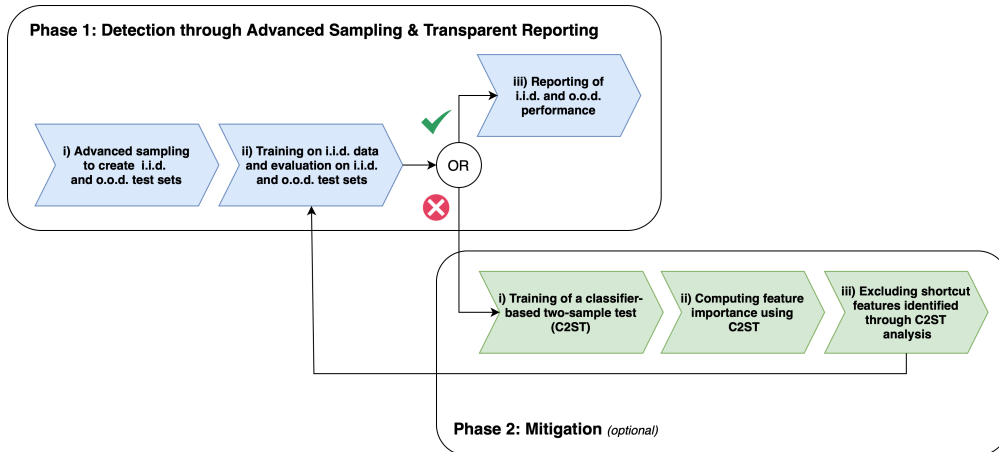 Phase 1: Detection through Advanced Sampling & Transparent Reporting
i) Advanced sampling
to create i.i.d.
and o.o.d. test sets
ii) Training on i.i.d. data
and evaluation on i.i.d.
and o.o.d. test sets
OR
iii) Reporting of
i.i.d. and o.o.d.
performance
i) Training of a classifier-
based two-sample test
(C2ST)
ii) Computing feature
importance using
C2ST
iii) Excluding shortcut
features identified
through C2ST
analysis
Phase 2: Mitigation (optional)